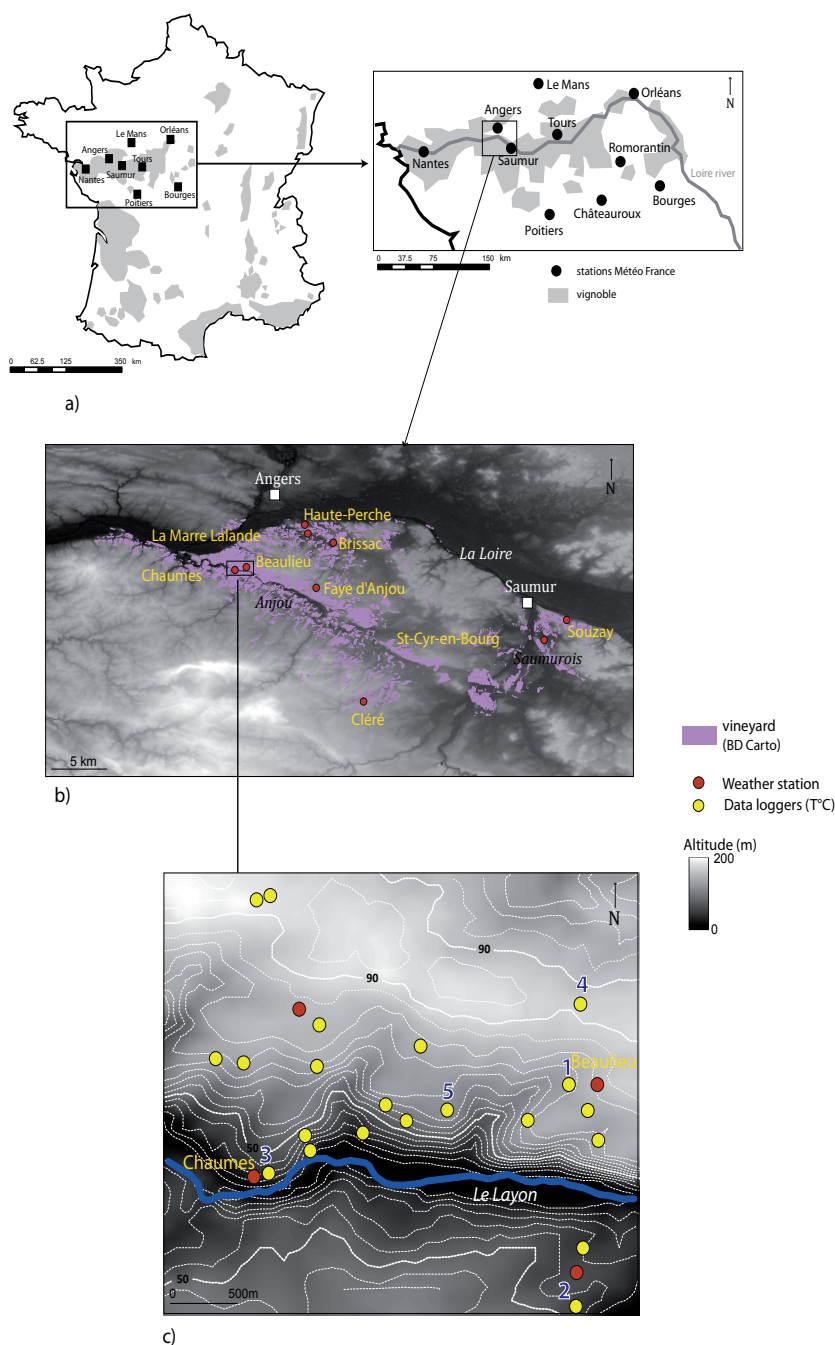 Le Mans
Orléans
Angers
Tours
Nantes
Saumur
Poitiers
Bourges
0 62.5 125 350 km
a)
Le Mans
Orléans
N
Angers
Tours
Nantes
Saumur
Romorantin
Loire river
Châteauroux
Bourges
Poitiers
0 37.5 75 150
km
stations Météo France
vignoble
Angers
N
Haute-Perche
La Marre Lalande
Brissac
La Loire
Beaulieu
Chaumes
Faye d'Anjou
Anjou
Saumur
St-Cyr-en-Bourg
Souzay
Saumurois
Cléré
5 km
b)
vineyard
(BD Carto)
Weather station
Data loggers (T°C)
Altitude (m)
200
0
N
90
90
4
1
Beaulieu
5
50
3
Chaumes
Le Layon
50
0 500m
2
c)